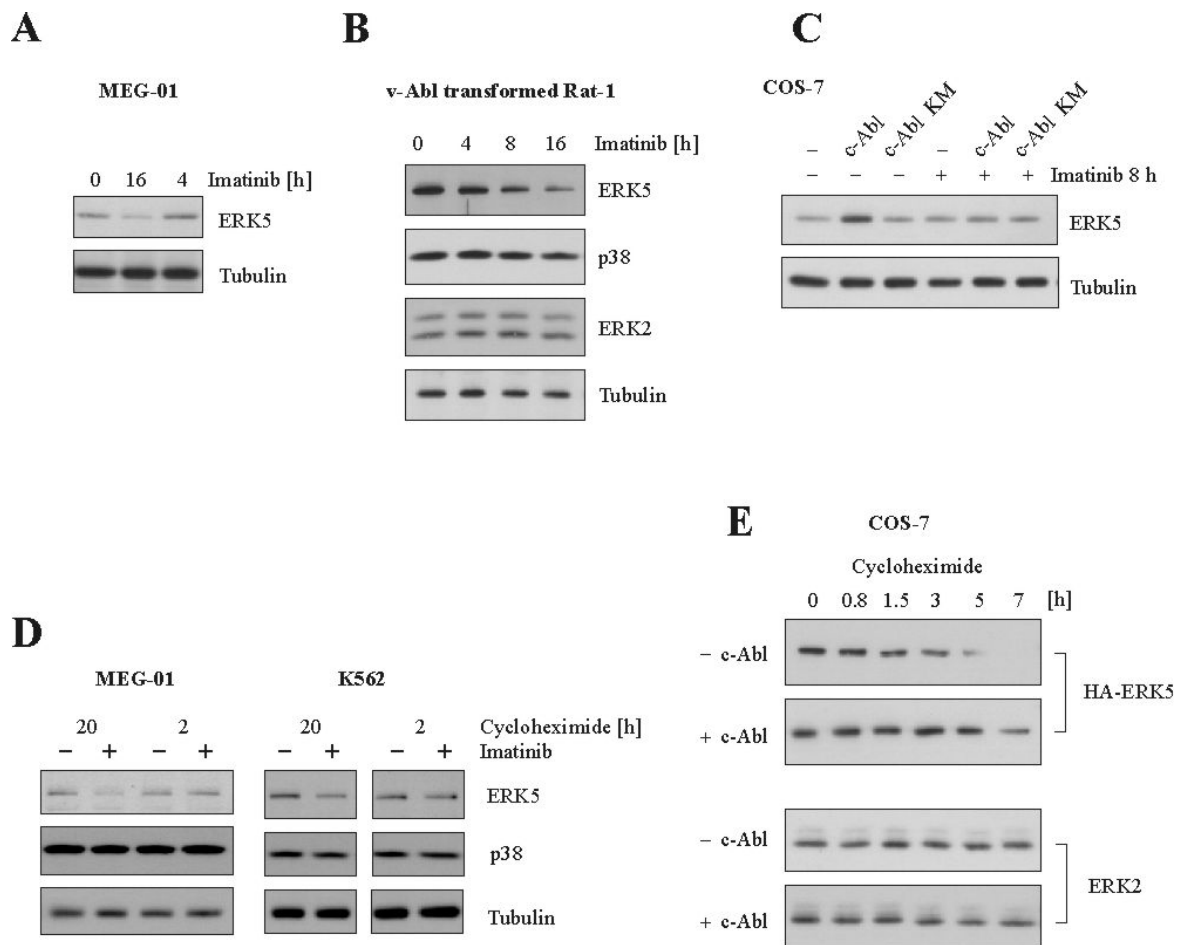 A
MEG-01
0 16 4 Imatinib [h]
ERK5
Tubulin
B
v-Abl transformed Rat-1
0 4 8 16 Imatinib [h]
ERK5
p38
ERK2
Tubulin
C
COS-7
– c-Abl c-Abl KM – c-Abl c-Abl KM
– – – + + + Imatinib 8 h
ERK5
Tubulin
D
MEG-01 K562
20 2 20 2 Cycloheximide [h]
– + – + – + – + Imatinib
ERK5
p38
Tubulin
E
COS-7
Cycloheximide
0 0.8 1.5 3 5 7 [h]
– c-Abl
HA-ERK5
+ c-Abl
– c-Abl
ERK2
+ c-Abl